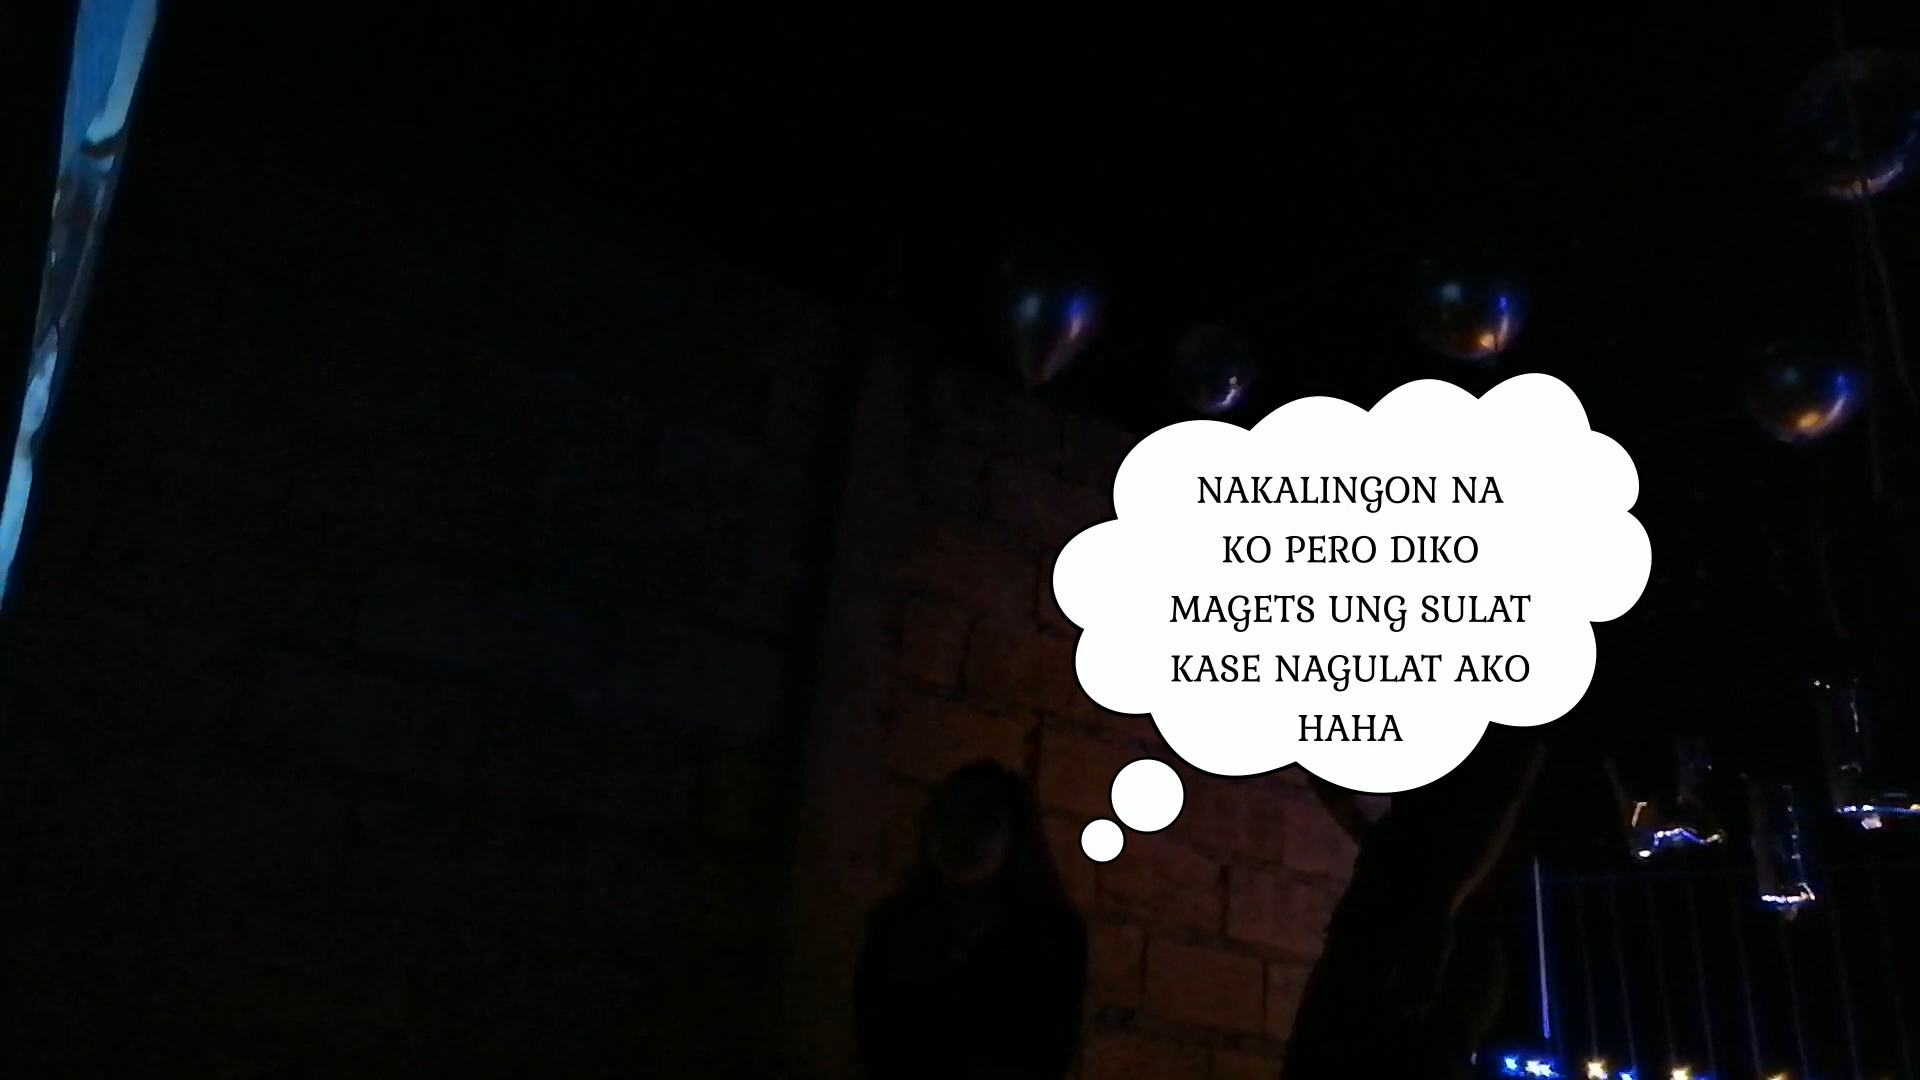 NAKALINGON NA
KO PERO DIKO
MAGETS UNG SULAT
KASE NAGULAT AKO
HAHA